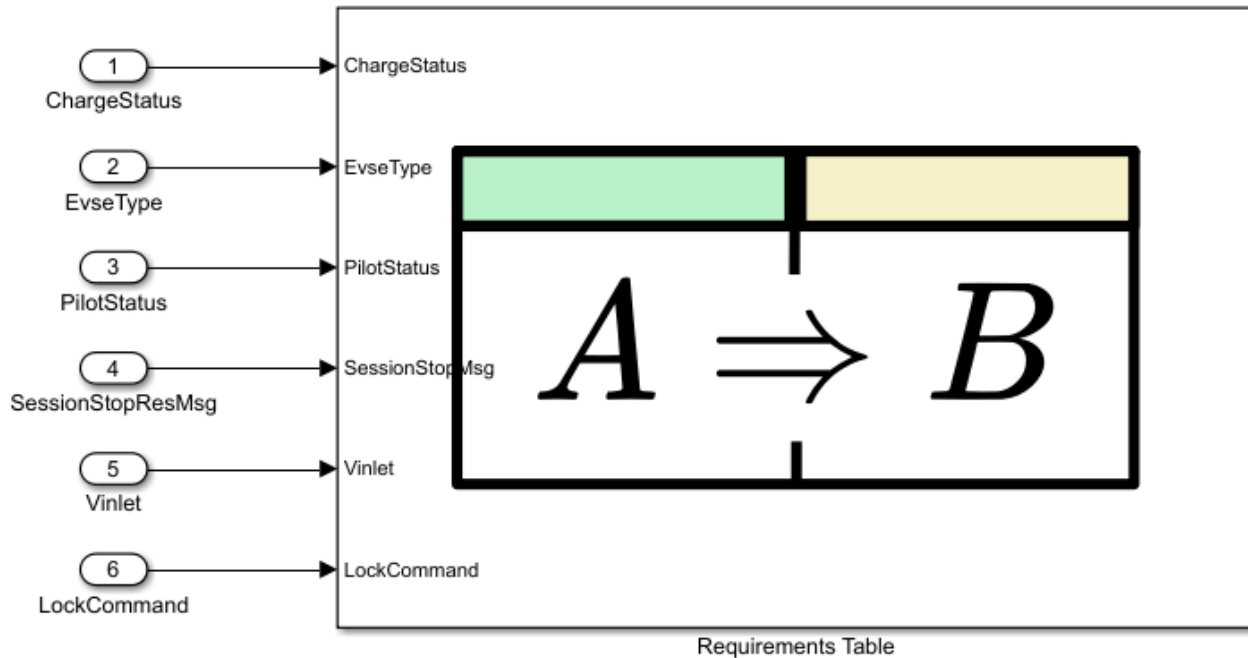 1
ChargeStatus
ChargeStatus
2
EvseType
EvseType
3
PilotStatus
PilotStatus
4
SessionStopResMsg
SessionStopMsg
5
Vinlet
Vinlet
6
LockCommand
LockCommand
A ⇒ B
Requirements Table